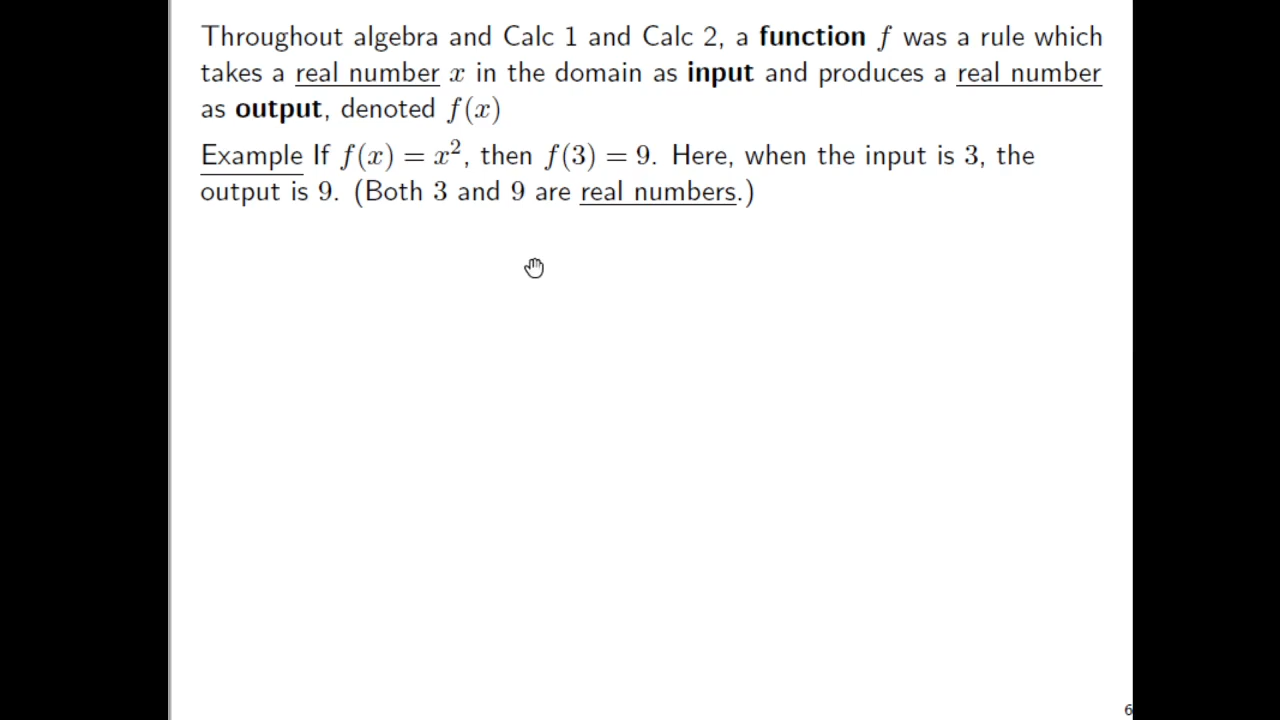 Throughout algebra and Calc 1 and Calc 2, a function f was a rule which
takes a real number x in the domain as input and produces a real number
as output, denoted f(x)
Example If f(x) = x², then f(3) = 9. Here, when the input is 3, the
output is 9. (Both 3 and 9 are real numbers.)
6